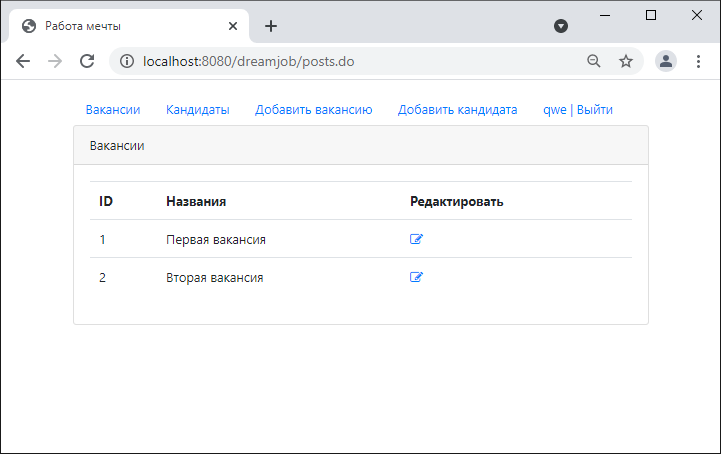 Работа мечты
localhost:8080/dreamjob/posts.do
Вакансии Кандидаты Добавить вакансию Добавить кандидата qwe | Выйти
Вакансии
ID Названия Редактировать
1 Первая вакансия
2 Вторая вакансия